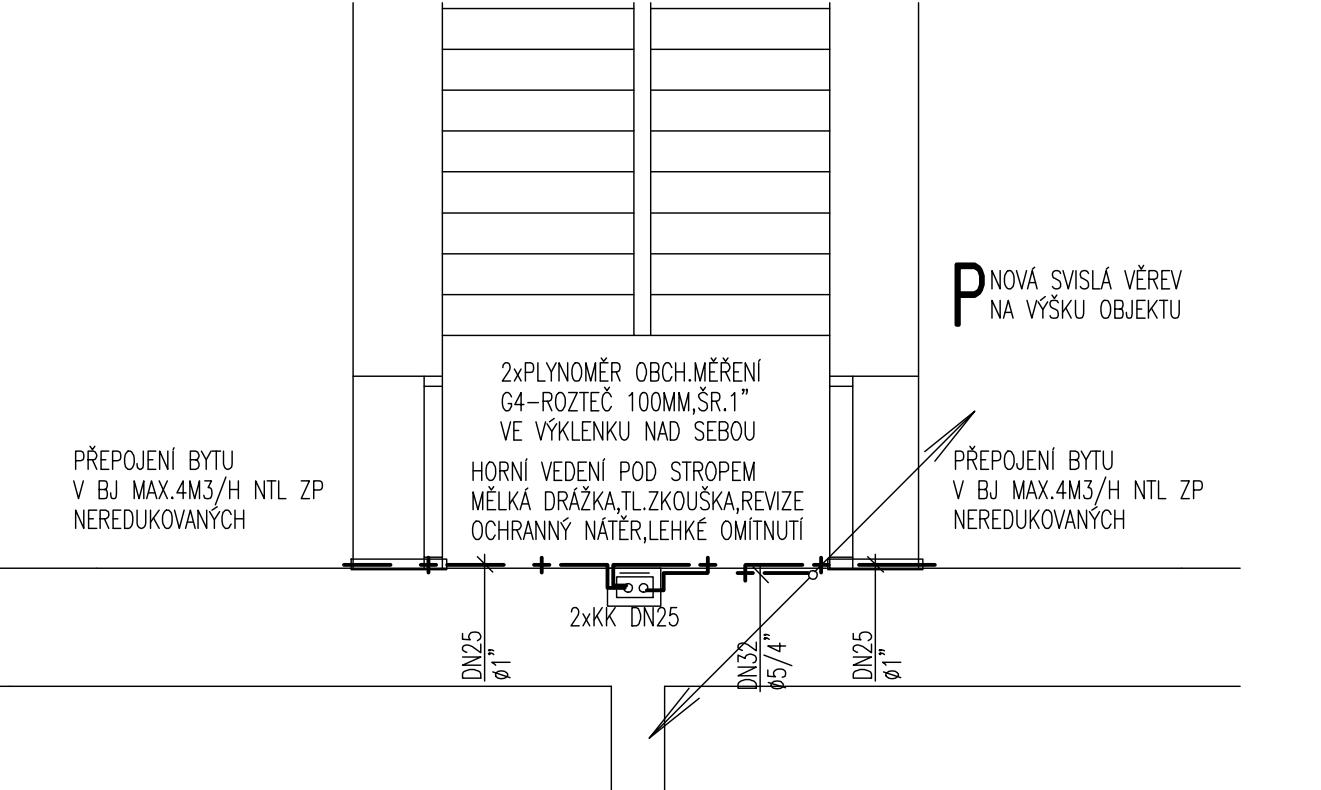 P NOVÁ SVISLÁ VĚREV
NA VÝŠKU OBJEKTU
2xPLYNOMĚR OBCH.MĚŘENÍ
G4-ROZTEČ 100MM,ŠR.1"
VE VÝKLENKU NAD SEBOU
PŘEPOJENÍ BYTU
V BJ MAX.4M3/H NTL ZP
NEREDUKOVANÝCH
HORNÍ VEDENÍ POD STROPEM
MĚLKÁ DRÁŽKA,TL.ZKOUŠKA,REVIZE
OCHRANNÝ NÁTĚR,LEHKÉ OMÍTNUTÍ
PŘEPOJENÍ BYTU
V BJ MAX.4M3/H NTL ZP
NEREDUKOVANÝCH
2xKK DN25
DN25
ø1"
DN32
ø5/4"
DN25
ø1"